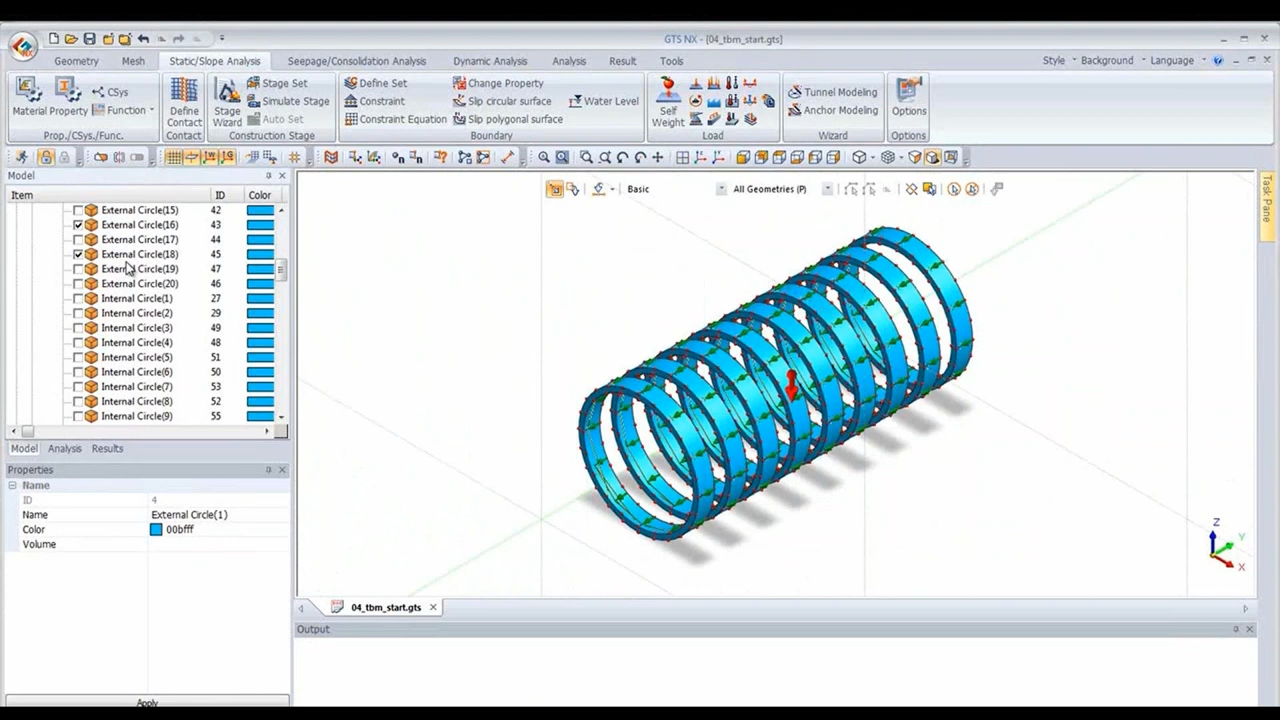 GTS NX - [04_tbm_start.gts]
Geometry Mesh Static/Slope Analysis Seepage/Consolidation Analysis Dynamic Analysis Analysis Result Tools Style Background Language
Material Property CSys Function
Prop./CSys./Func.
Define Contact
Contact
Stage Wizard Stage Set Simulate Stage Auto Set
Construction Stage
Define Set Constraint Constraint Equation Change Property Slip circular surface Slip polygonal surface Water Level
Boundary
Self Weight
Load
Tunnel Modeling Anchor Modeling
Wizard
Options
Options
Model
Item ID Color
External Circle(15) 42
External Circle(16) 43
External Circle(17) 44
External Circle(18) 45
External Circle(19) 47
External Circle(20) 46
Internal Circle(1) 27
Internal Circle(2) 29
Internal Circle(3) 49
Internal Circle(4) 48
Internal Circle(5) 51
Internal Circle(6) 50
Internal Circle(7) 53
Internal Circle(8) 52
Internal Circle(9) 55
Model Analysis Results
Properties
Name
ID 4
Name External Circle(1)
Color 00bfff
Volume
Apply
Basic All Geometries (P)
Task Pane
Z
Y
X
04_tbm_start.gts
Output